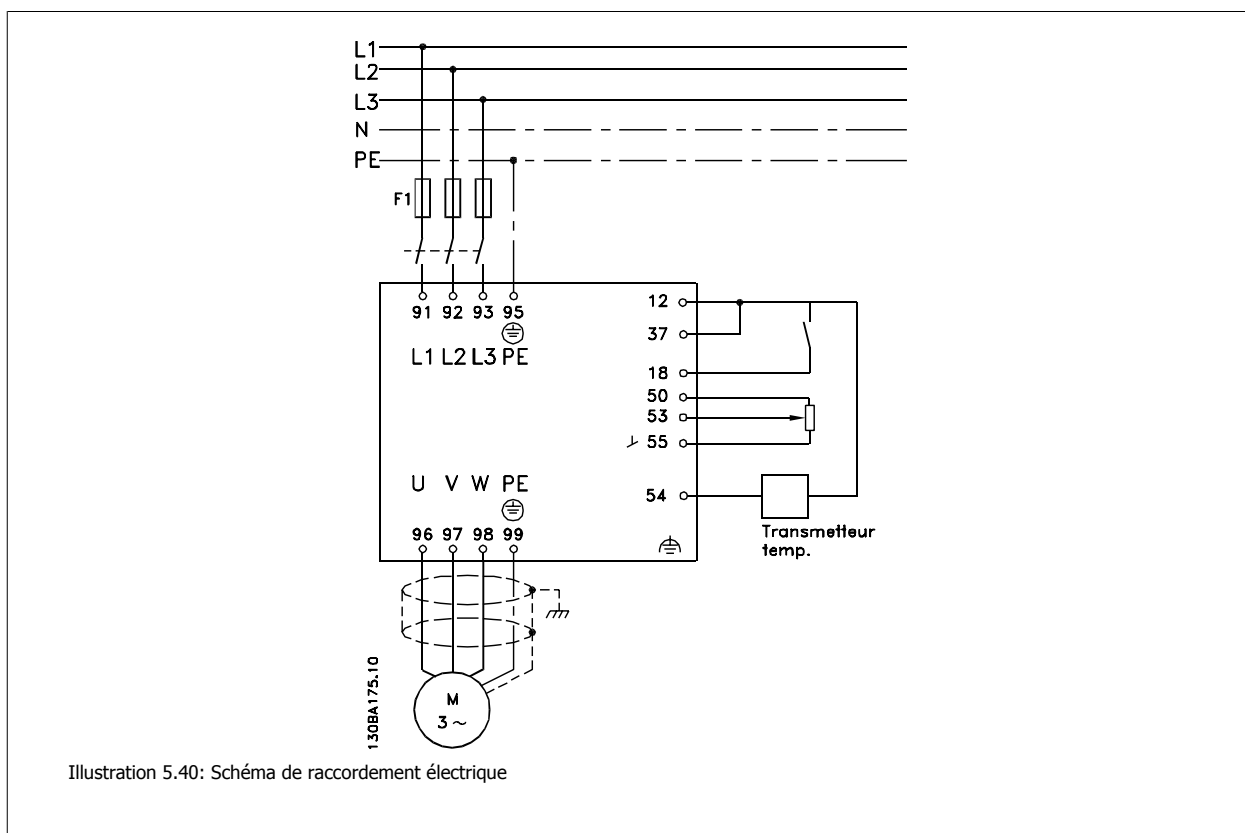 L1
L2
L3
N
PE
F1
91 92 93 95
L1 L2 L3 PE
12
37
18
50
53
55
54
Transmetteur
temp.
U V W PE
96 97 98 99
M
3 ~
130BA175.10
Illustration 5.40: Schéma de raccordement électrique